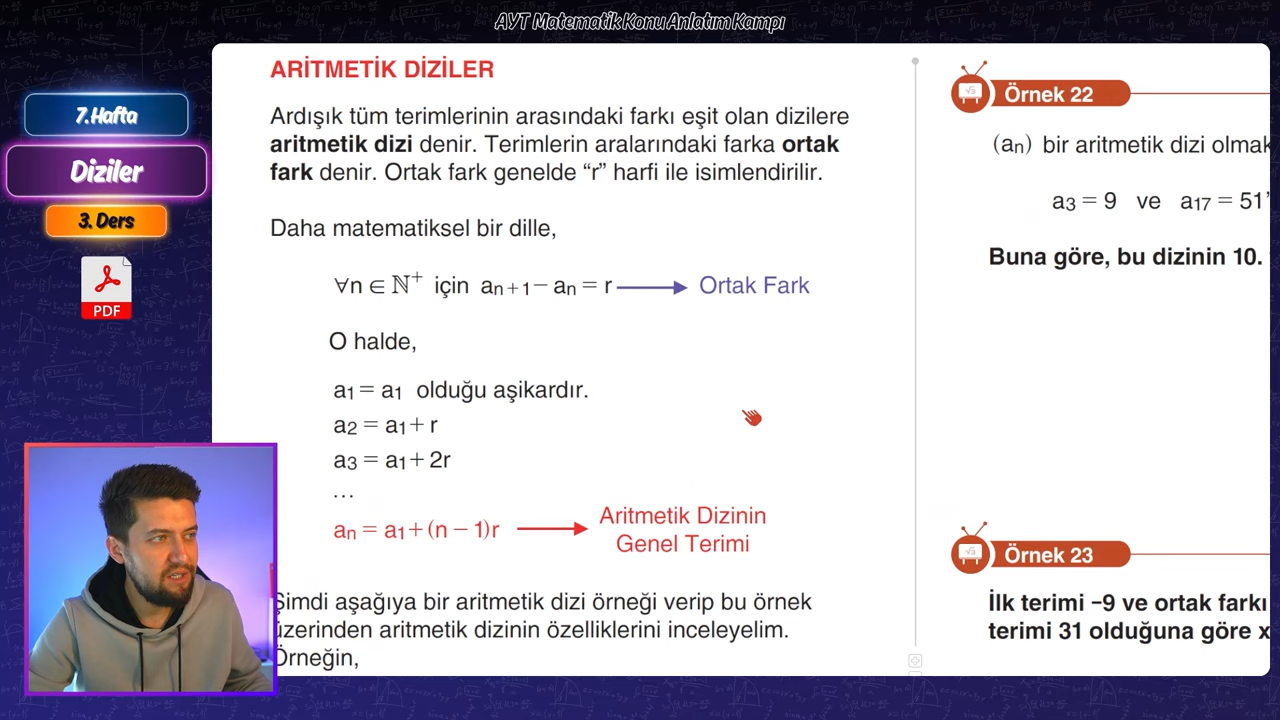 AYT Matematik Konu Anlatım Kampı
7. Hafta
Diziler
3. Ders
PDF
ARİTMETİK DİZİLER
Ardışık tüm terimlerinin arasındaki farkı eşit olan dizilere
aritmetik dizi denir. Terimlerin aralarındaki farka ortak
fark denir. Ortak fark genelde “r” harfi ile isimlendirilir.
Daha matematiksel bir dille,
∀n ∈ ℕ⁺ için aₙ₊₁ − aₙ = r → Ortak Fark
O halde,
a₁ = a₁ olduğu aşikardır.
a₂ = a₁ + r
a₃ = a₁ + 2r
...
aₙ = a₁ + (n − 1)r → Aritmetik Dizinin
Genel Terimi
Şimdi aşağıya bir aritmetik dizi örneği verip bu örnek
üzerinden aritmetik dizinin özelliklerini inceleyelim.
Örneğin,
√5 Örnek 22
(aₙ) bir aritmetik dizi olmak
a₃ = 9 ve a₁₇ = 51'
Buna göre, bu dizinin 10.
√5 Örnek 23
İlk terimi −9 ve ortak farkı
terimi 31 olduğuna göre x